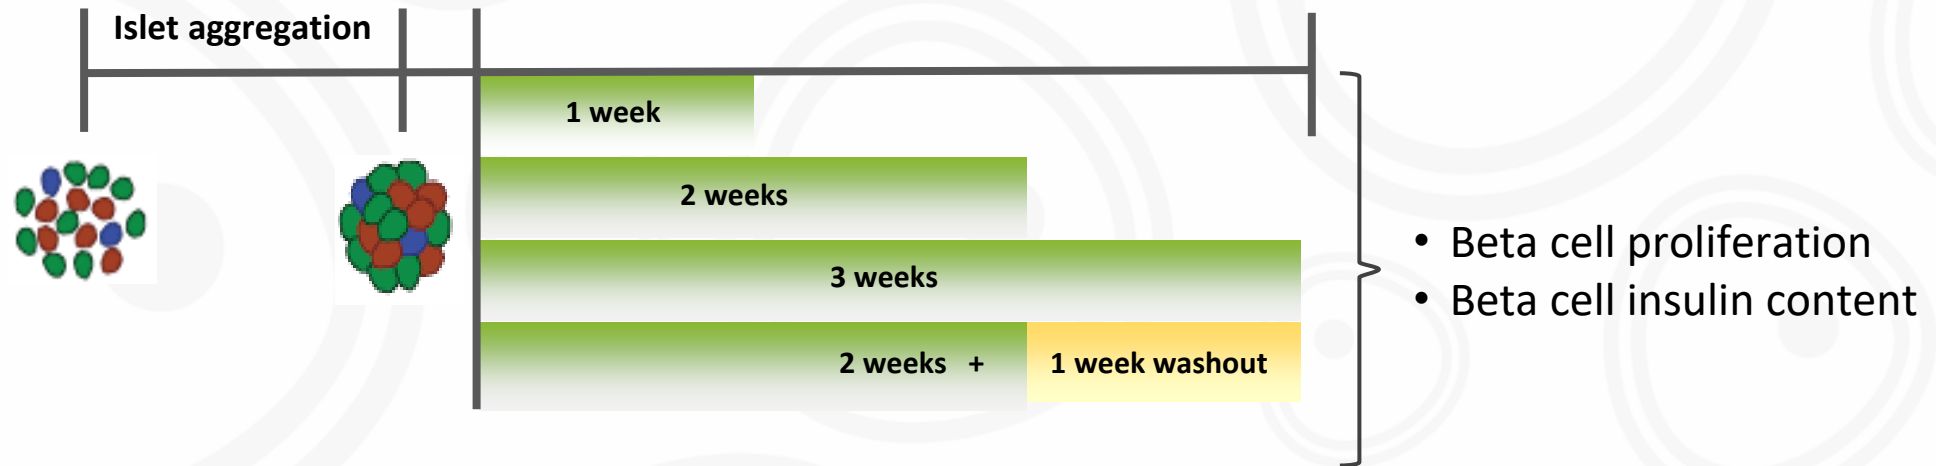 Islet aggregation
1 week
2 weeks
3 weeks
2 weeks + 1 week washout
• Beta cell proliferation
• Beta cell insulin content